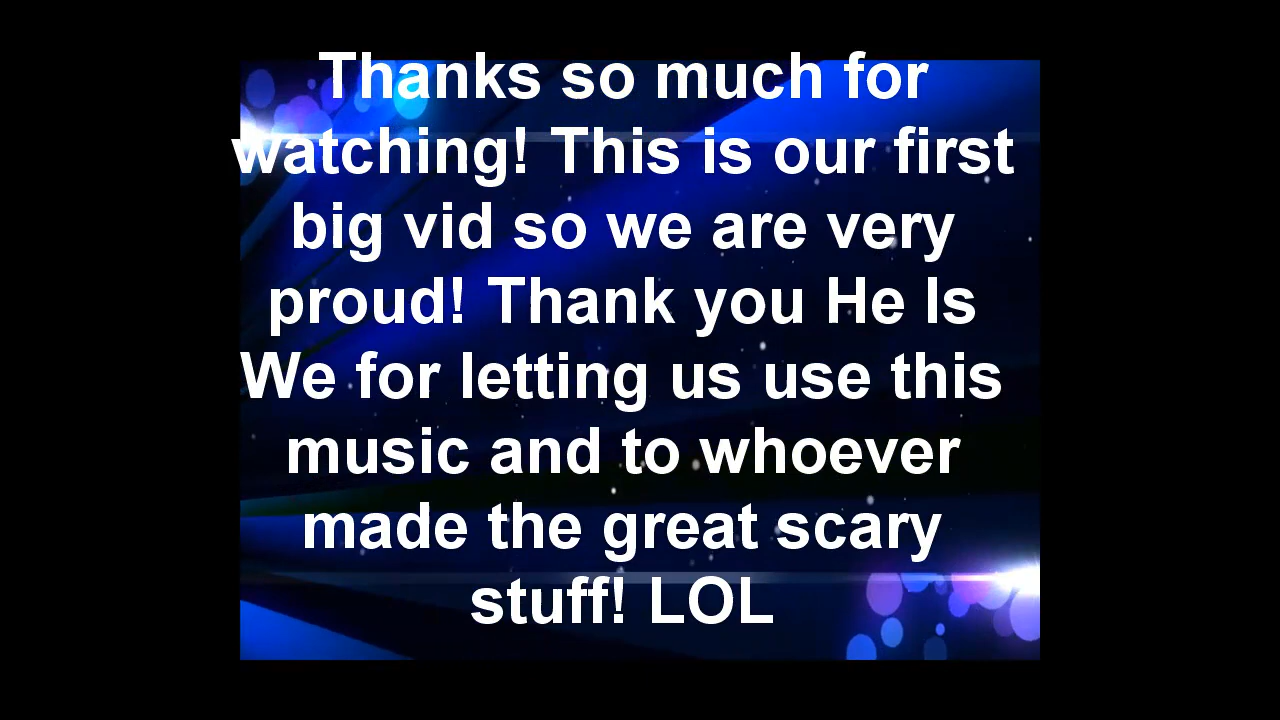 Thanks so much for
watching! This is our first
big vid so we are very
proud! Thank you He Is
We for letting us use this
music and to whoever
made the great scary
stuff! LOL